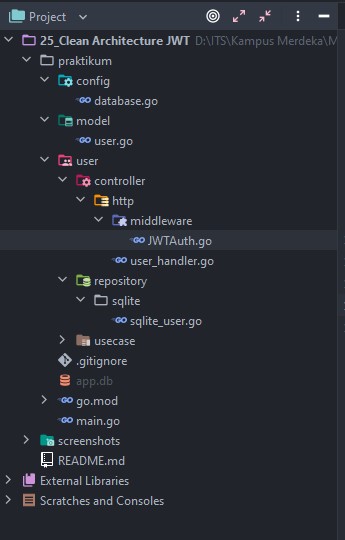 Project
25_Clean Architecture JWT D:\ITS\Kampus Merdeka\M
praktikum
config
database.go
model
user.go
user
controller
http
middleware
JWTAuth.go
user_handler.go
repository
sqlite
sqlite_user.go
usecase
.gitignore
app.db
go.mod
main.go
screenshots
README.md
External Libraries
Scratches and Consoles